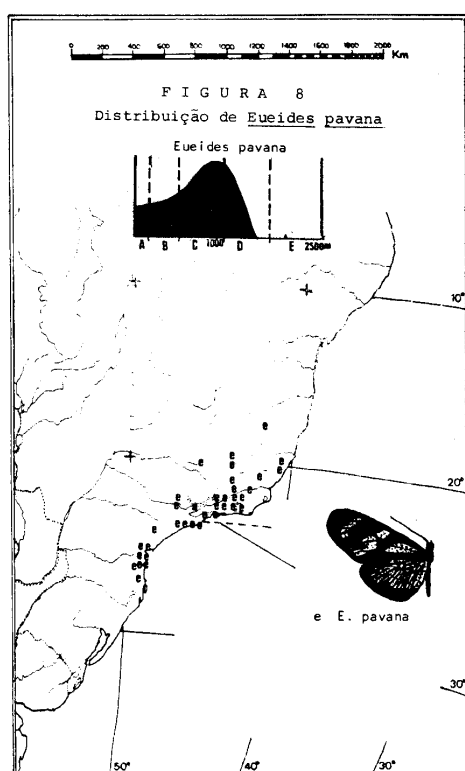 0 200 400 600 800 1000 1200 1400 1600 1800 2000 Km
FIGURA 8
Distribuição de Eueides pavana
Eueides pavana
A B C 1000 D E 2500m
10°
e
e e
e
20°
e E. pavana
30°
50° 40° 30°